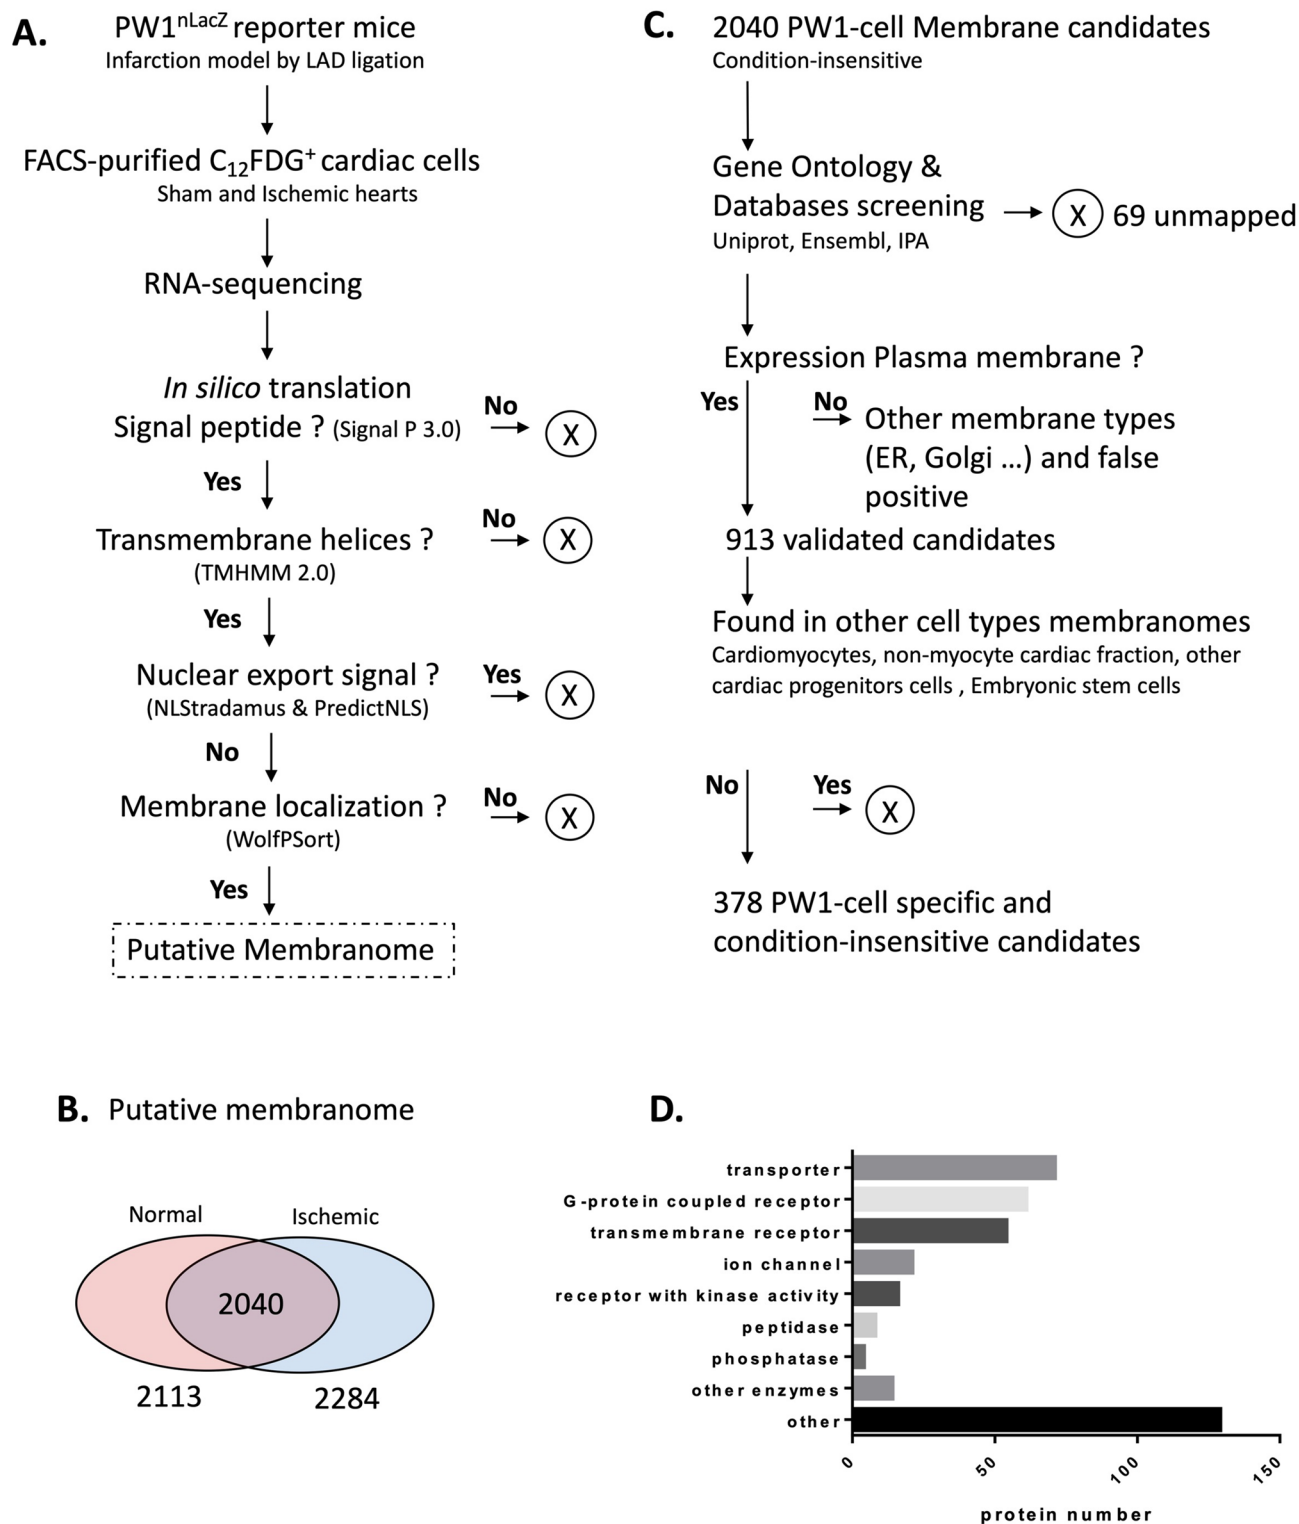 A.
PW1nLacZ reporter mice
Infarction model by LAD ligation
FACS-purified C12FDG+ cardiac cells
Sham and Ischemic hearts
RNA-sequencing
In silico translation
Signal peptide ? (Signal P 3.0)
No
X
Yes
Transmembrane helices ?
(TMHMM 2.0)
No
X
Yes
Nuclear export signal ?
(NLStradamus & PredictNLS)
Yes
X
No
Membrane localization ?
(WolfPSort)
No
X
Yes
Putative Membranome
C.
2040 PW1-cell Membrane candidates
Condition-insensitive
Gene Ontology &
Databases screening
Uniprot, Ensembl, IPA
X 69 unmapped
Expression Plasma membrane ?
Yes
No
Other membrane types
(ER, Golgi ...) and false
positive
913 validated candidates
Found in other cell types membranomes
Cardiomyocytes, non-myocyte cardiac fraction, other
cardiac progenitors cells , Embryonic stem cells
No
Yes
X
378 PW1-cell specific and
condition-insensitive candidates
B. Putative membranome
Normal
Ischemic
2040
2113
2284
D.
transporter
G-protein coupled receptor
transmembrane receptor
ion channel
receptor with kinase activity
peptidase
phosphatase
other enzymes
other
0
50
100
150
protein number